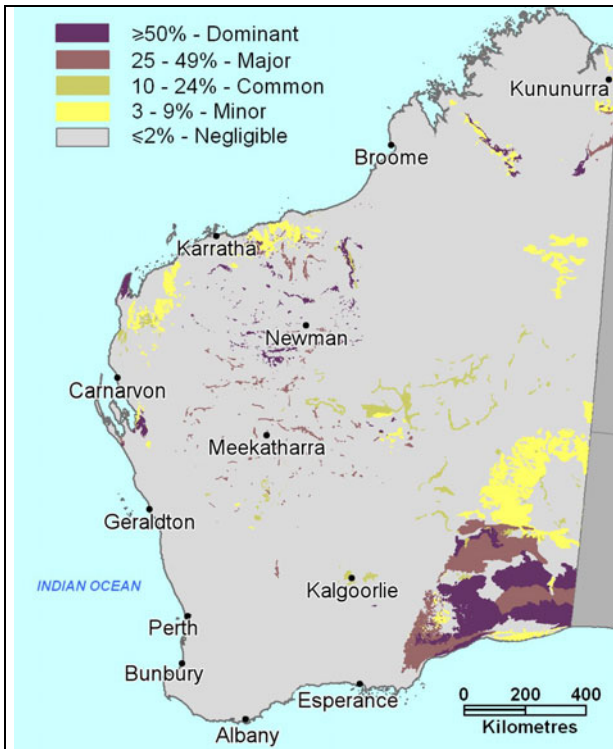 ≥50% - Dominant
25 - 49% - Major
10 - 24% - Common
3 - 9% - Minor
≤2% - Negligible
Kununurra
Broome
Karratha
Newman
Carnarvon
Meekatharra
Geraldton
INDIAN OCEAN
Kalgoorlie
Perth
Bunbury
Esperance
Albany
0 200 400
Kilometres